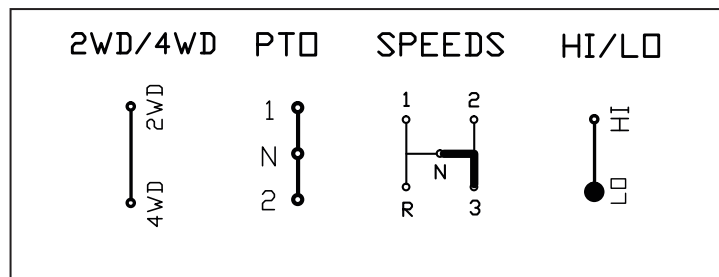 2WD/4WD PTO SPEEDS HI/LO
2WD
4WD
1
N
2
1 2
N
R 3
HI
LO